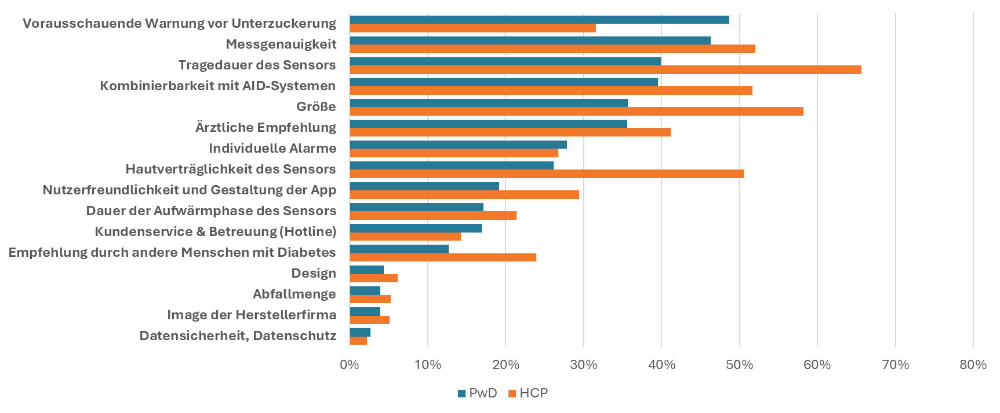 Vorausschauende Warnung vor Unterzuckerung
Messgenauigkeit
Tragedauer des Sensors
Kombinierbarkeit mit AID-Systemen
Größe
Ärztliche Empfehlung
Individuelle Alarme
Hautverträglichkeit des Sensors
Nutzerfreundlichkeit und Gestaltung der App
Dauer der Aufwärmphase des Sensors
Kundenservice & Betreuung (Hotline)
Empfehlung durch andere Menschen mit Diabetes
Design
Abfallmenge
Image der Herstellerfirma
Datensicherheit, Datenschutz
0% 10% 20% 30% 40% 50% 60% 70% 80%
PwD HCP